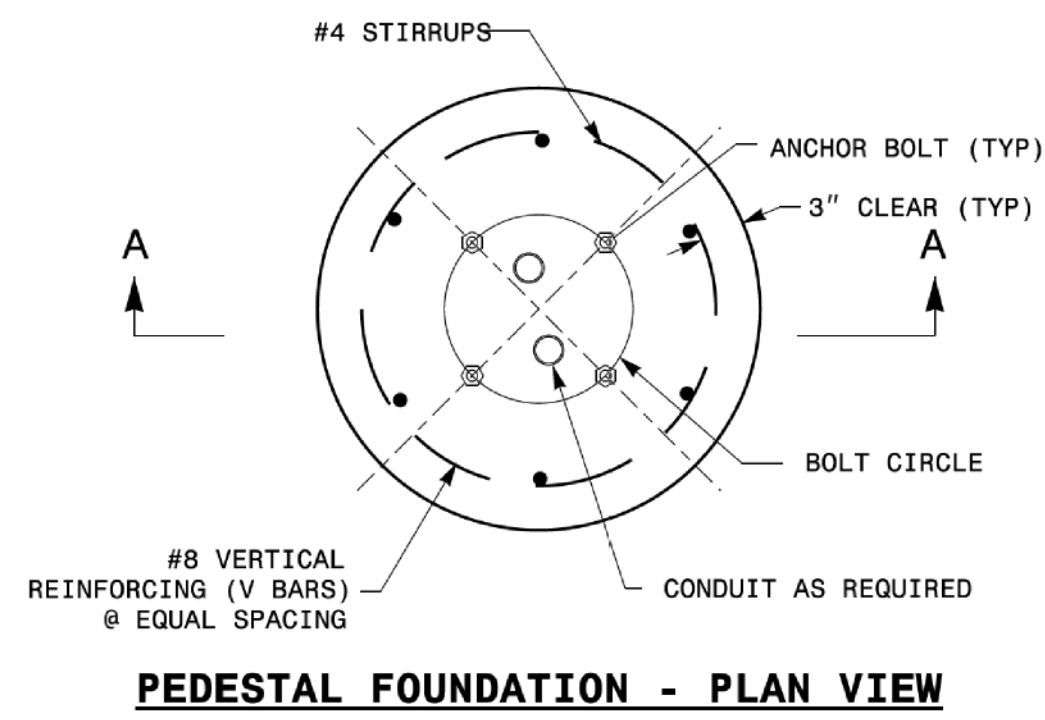 #4 STIRRUPS
ANCHOR BOLT (TYP)
3" CLEAR (TYP)
A
A
BOLT CIRCLE
#8 VERTICAL
REINFORCING (V BARS)
@ EQUAL SPACING
CONDUIT AS REQUIRED
PEDESTAL FOUNDATION - PLAN VIEW